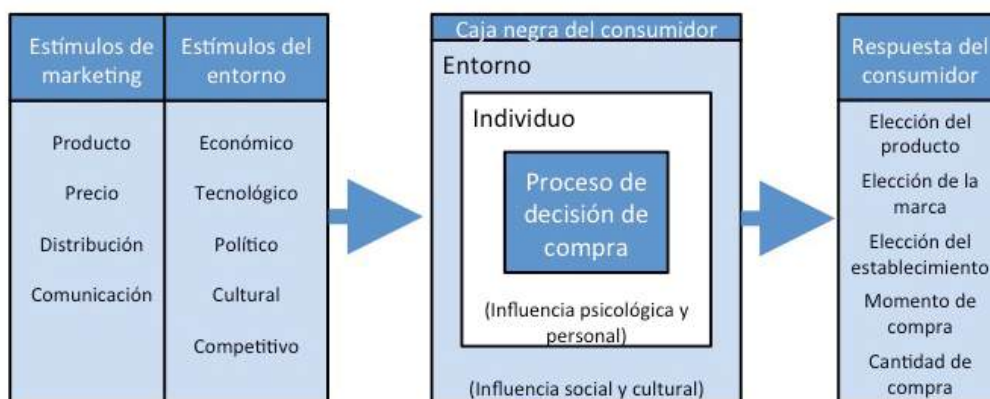 Estímulos de
marketing
Producto
Precio
Distribución
Comunicación
Estímulos del
entorno
Económico
Tecnológico
Político
Cultural
Competitivo
Caja negra del consumidor
Entorno
Individuo
Proceso de
decisión de
compra
(Influencia psicológica y
personal)
(Influencia social y cultural)
Respuesta del
consumidor
Elección del
producto
Elección de la
marca
Elección del
establecimiento
Momento de
compra
Cantidad de
compra